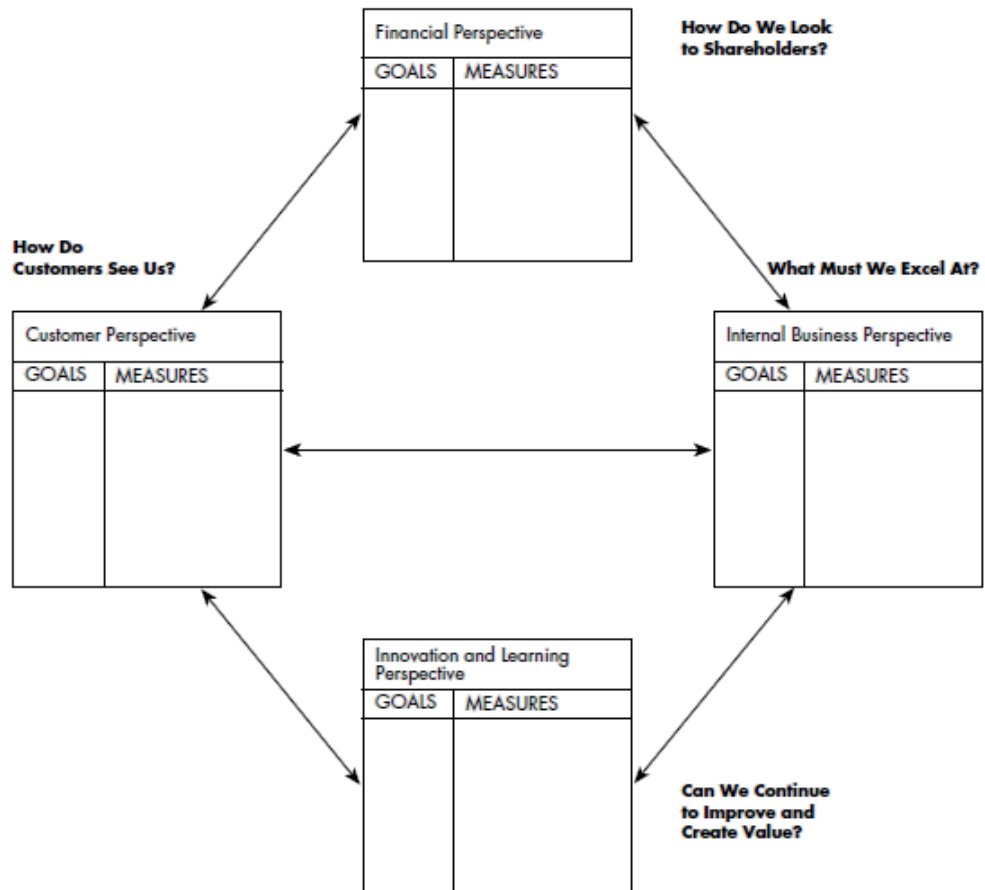 Financial Perspective
GOALS MEASURES
How Do We Look
to Shareholders?
How Do
Customers See Us?
What Must We Excel At?
Customer Perspective
GOALS MEASURES
Internal Business Perspective
GOALS MEASURES
Innovation and Learning
Perspective
GOALS MEASURES
Can We Continue
to Improve and
Create Value?